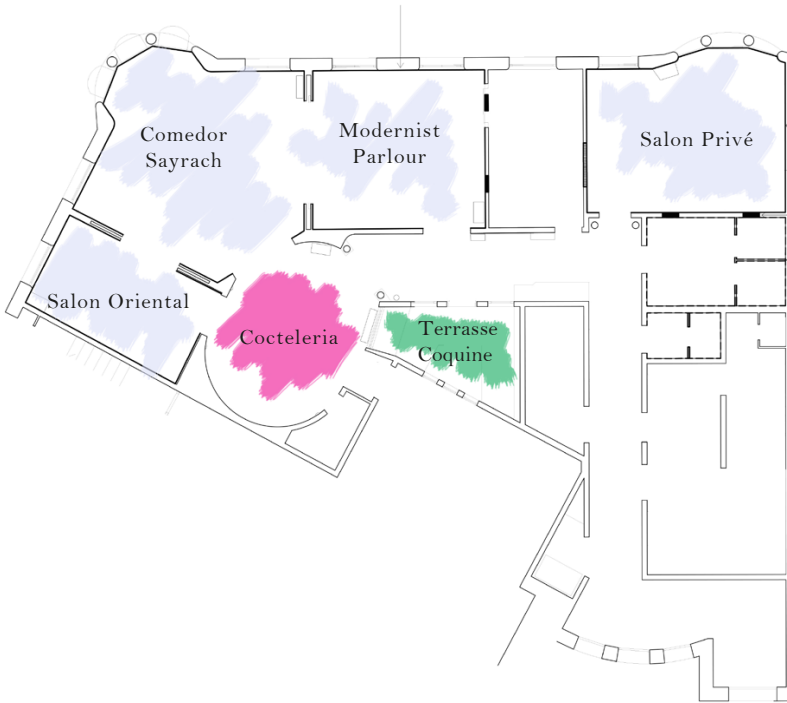 Comedor
Sayrach
Modernist
Parlour
Salon Privé
Salon Oriental
Cocteleria
Terrasse
Coquine